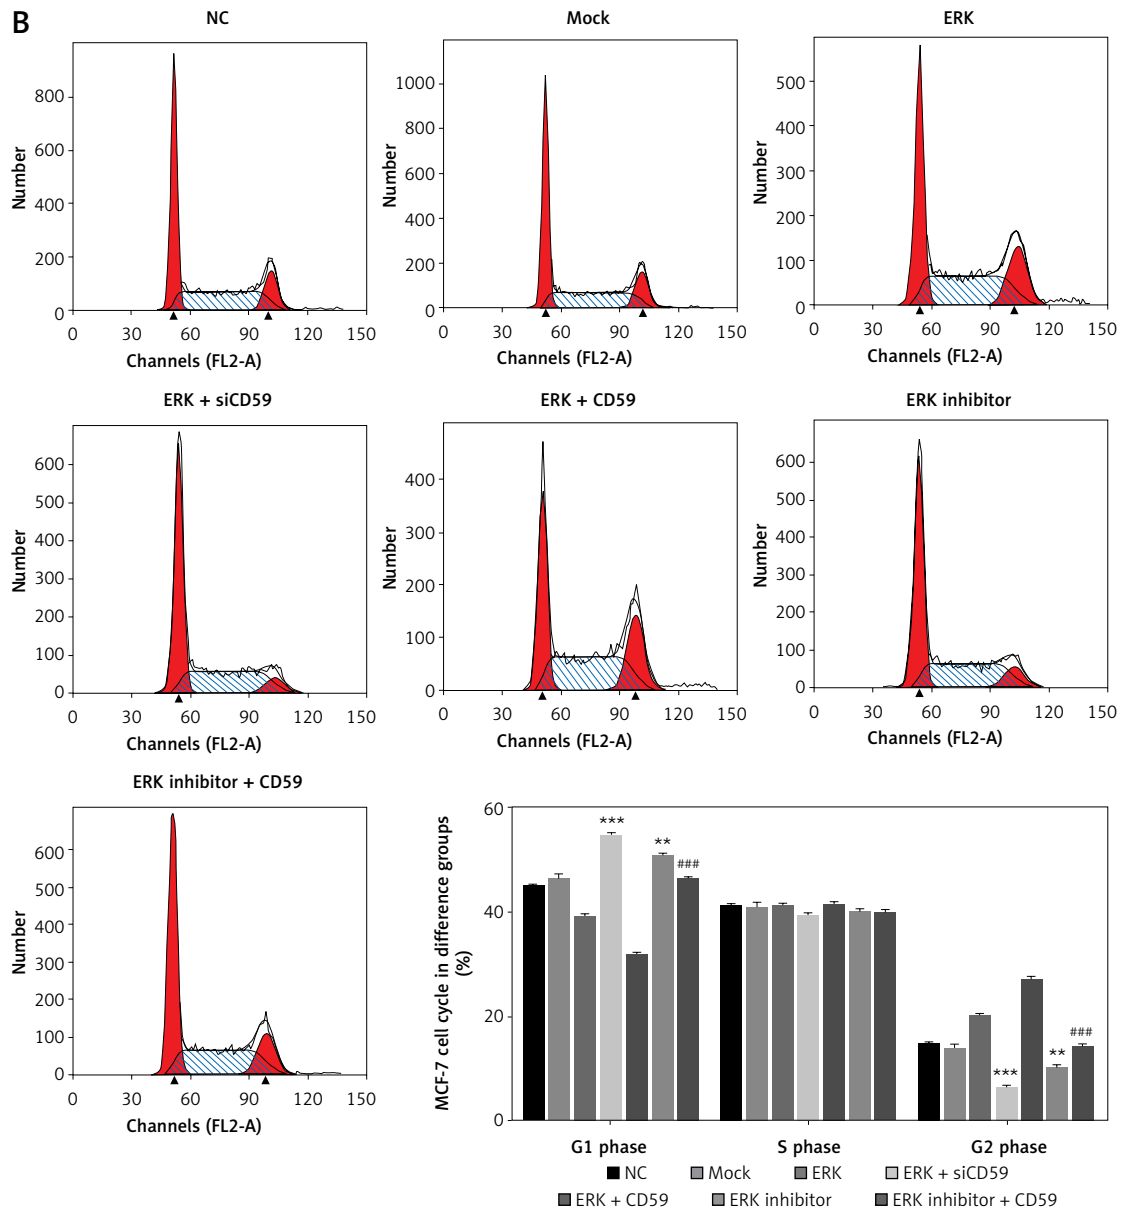 B
NC
Mock
ERK
Number
800
600
400
200
0
0 30 60 90 120 150
Channels (FL2-A)
Number
1000
800
600
400
200
0
0 30 60 90 120 150
Channels (FL2-A)
Number
500
400
300
200
100
0
0 30 60 90 120 150
Channels (FL2-A)
ERK + siCD59
ERK + CD59
ERK inhibitor
Number
600
500
400
300
200
100
0
0 30 60 90 120 150
Channels (FL2-A)
Number
400
300
200
100
0
0 30 60 90 120 150
Channels (FL2-A)
Number
600
500
400
300
200
100
0
0 30 60 90 120 150
Channels (FL2-A)
ERK inhibitor + CD59
Number
600
500
400
300
200
100
0
0 30 60 90 120 150
Channels (FL2-A)
MCF-7 cell cycle in difference groups
(%)
60
40
20
0
***
**
###
***
**
###
G1 phase S phase G2 phase
NC Mock ERK ERK + siCD59
ERK + CD59 ERK inhibitor ERK inhibitor + CD59